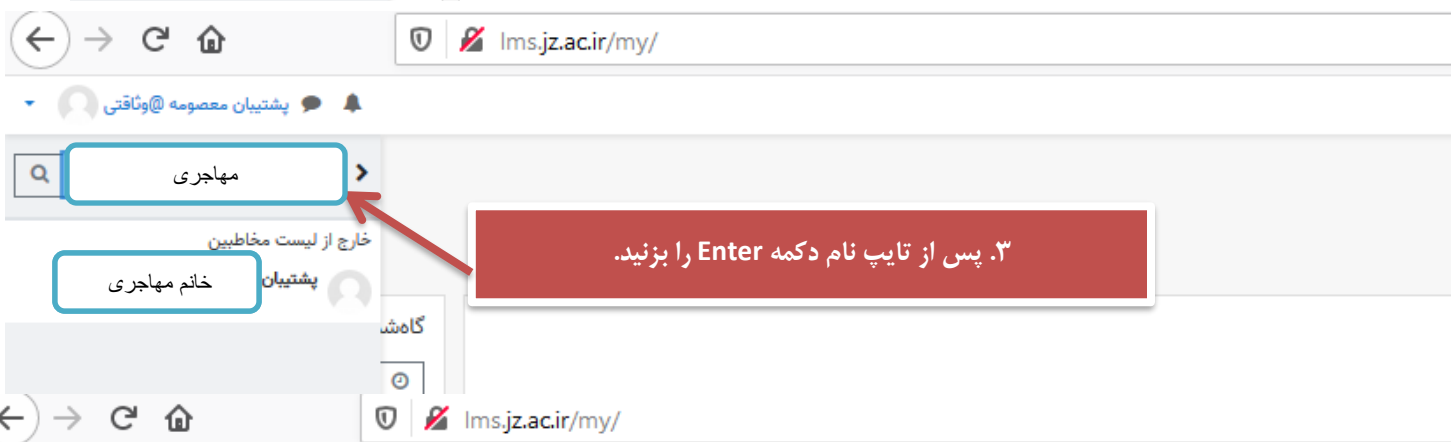 lms.jz.ac.ir/my/
پشتیبان معصومه @وثاقتی
مهاجری
خارج از لیست مخاطبین
پشتیبان خانم مهاجری
۳. پس از تایپ نام دکمه Enter را بزنید.
گاه‌شد
lms.jz.ac.ir/my/